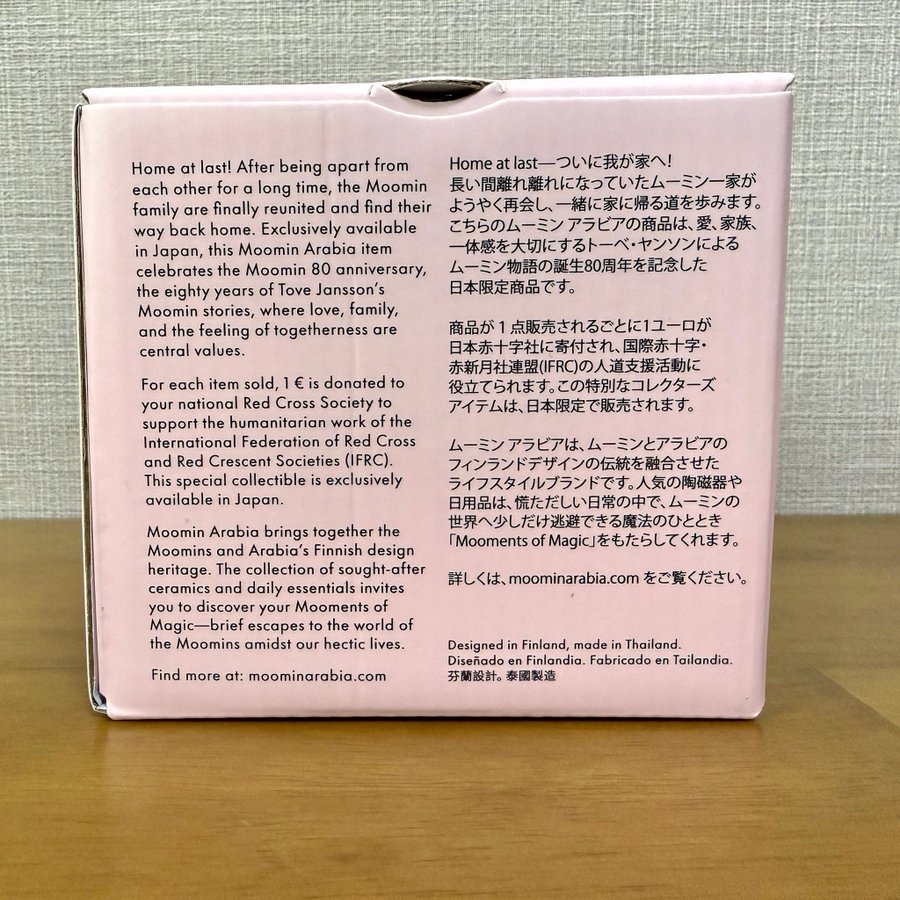 Home at last! After being apart from
each other for a long time, the Moomin
family are finally reunited and find their
way back home. Exclusively available
in Japan, this Moomin Arabia item
celebrates the Moomin 80 anniversary,
the eighty years of Tove Jansson's
Moomin stories, where love, family,
and the feeling of togetherness are
central values.
For each item sold, 1 € is donated to
your national Red Cross Society to
support the humanitarian work of the
International Federation of Red Cross
and Red Crescent Societies (IFRC).
This special collectible is exclusively
available in Japan.
Moomin Arabia brings together the
Moomins and Arabia's Finnish design
heritage. The collection of sought-after
ceramics and daily essentials invites
you to discover your Mooments of
Magic—brief escapes to the world of
the Moomins amidst our hectic lives.
Find more at: moominarabia.com
Home at last—ついに我が家へ!
長い間離れ離れになっていたムーミン一家が
ようやく再会し、一緒に家に帰る道を歩みます。
こちらのムーミン アラビアの商品は、愛、家族、
一体感を大切にするトーベ・ヤンソンによる
ムーミン物語の誕生80周年を記念した
日本限定商品です。
商品が 1 点販売されるごとに1ユーロが
日本赤十字社に寄付され、国際赤十字・
赤新月社連盟(IFRC)の人道支援活動に
役立てられます。この特別なコレクターズ
アイテムは、日本限定で販売されます。
ムーミン アラビアは、ムーミンとアラビアの
フィンランドデザインの伝統を融合させた
ライフスタイルブランドです。人気の陶磁器や
日用品は、慌ただしい日常の中で、ムーミンの
世界へ少しだけ逃避できる魔法のひととき
「Mooments of Magic」をもたらしてくれます。
詳しくは、moominarabia.com をご覧ください。
Designed in Finland, made in Thailand.
Diseñado en Finlandia. Fabricado en Tailandia.
芬蘭設計。泰國製造